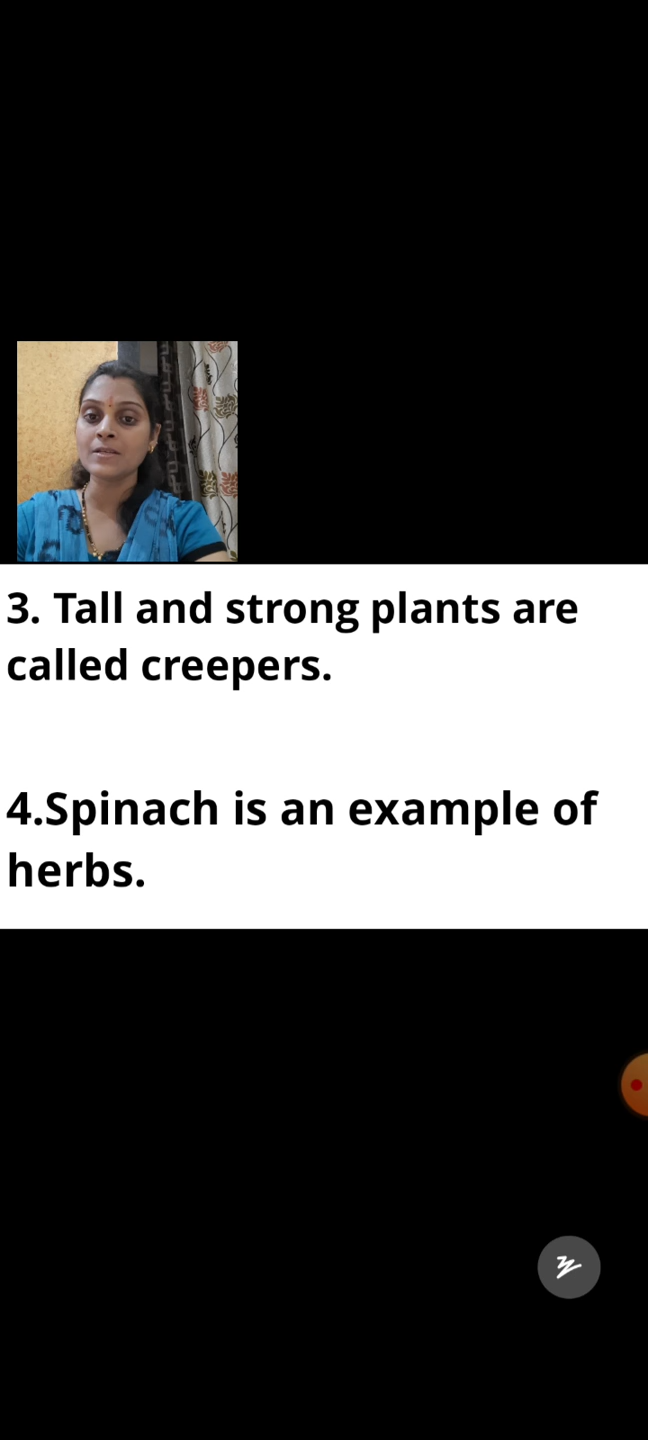 3. Tall and strong plants are
called creepers.
4.Spinach is an example of
herbs.